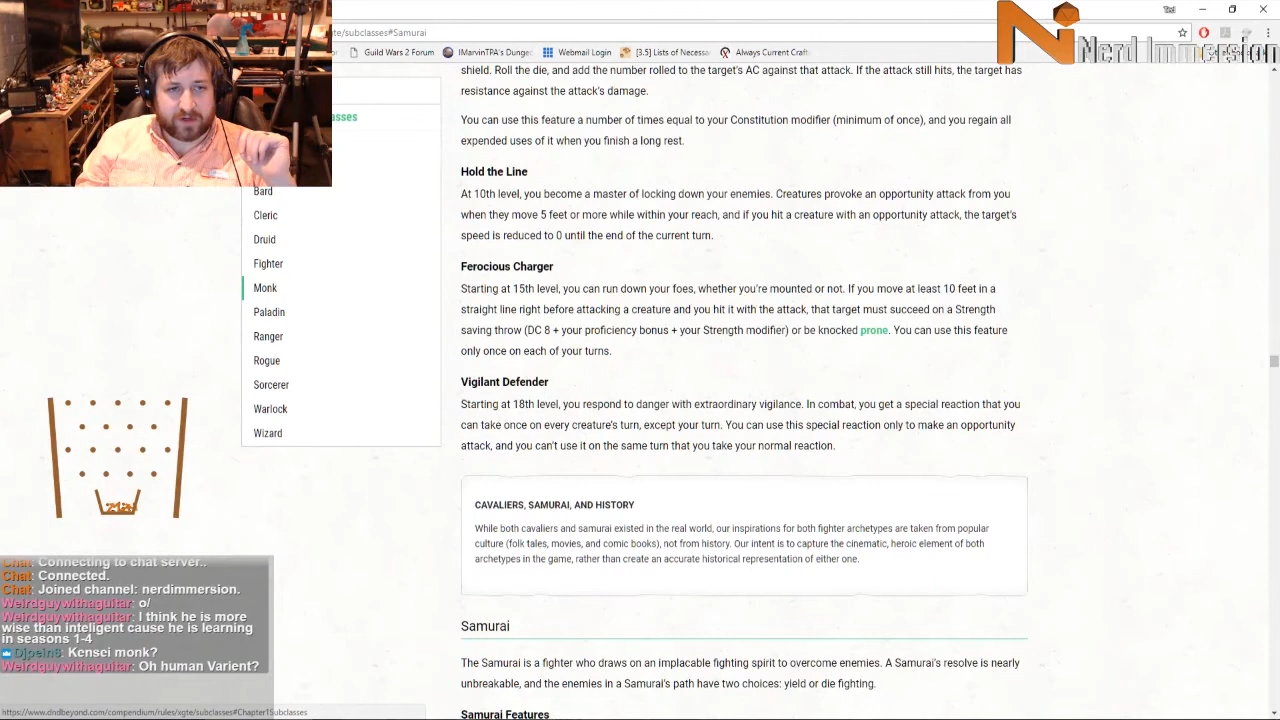 te/subclasses#Samurai
Guild Wars 2 Forum
IMarvinTPA's Dunge
Webmail Login
[3.5] Lists of Necessa
Always Current Craft
Nerd Immersion
shield. Roll the die, and add the number rolled to the target's AC against that attack. If the attack still hits, the target has
resistance against the attack's damage.
You can use this feature a number of times equal to your Constitution modifier (minimum of once), and you regain all
expended uses of it when you finish a long rest.
Hold the Line
At 10th level, you become a master of locking down your enemies. Creatures provoke an opportunity attack from you
when they move 5 feet or more while within your reach, and if you hit a creature with an opportunity attack, the target's
speed is reduced to 0 until the end of the current turn.
Ferocious Charger
Starting at 15th level, you can run down your foes, whether you're mounted or not. If you move at least 10 feet in a
straight line right before attacking a creature and you hit it with the attack, that target must succeed on a Strength
saving throw (DC 8 + your proficiency bonus + your Strength modifier) or be knocked prone. You can use this feature
only once on each of your turns.
Vigilant Defender
Starting at 18th level, you respond to danger with extraordinary vigilance. In combat, you get a special reaction that you
can take once on every creature's turn, except your turn. You can use this special reaction only to make an opportunity
attack, and you can't use it on the same turn that you take your normal reaction.
CAVALIERS, SAMURAI, AND HISTORY
While both cavaliers and samurai existed in the real world, our inspirations for both fighter archetypes are taken from popular
culture (folk tales, movies, and comic books), not from history. Our intent is to capture the cinematic, heroic element of both
archetypes in the game, rather than create an accurate historical representation of either one.
Samurai
The Samurai is a fighter who draws on an implacable fighting spirit to overcome enemies. A Samurai's resolve is nearly
unbreakable, and the enemies in a Samurai's path have two choices: yield or die fighting.
Samurai Features
asses
Bard
Cleric
Druid
Fighter
Monk
Paladin
Ranger
Rogue
Sorcerer
Warlock
Wizard
Chat: Connecting to chat server..
Chat: Connected.
Chat: Joined channel: nerdimmersion.
Weirdguywithaguitar: o/
Weirdguywithaguitar: I think he is more
wise than inteligent cause he is learning
in seasons 1-4
Djpein6: Kensei monk?
Weirdguywithaguitar: Oh human Varient?
https://www.dndbeyond.com/compendium/rules/xgte/subclasses#Chapter1Subclasses